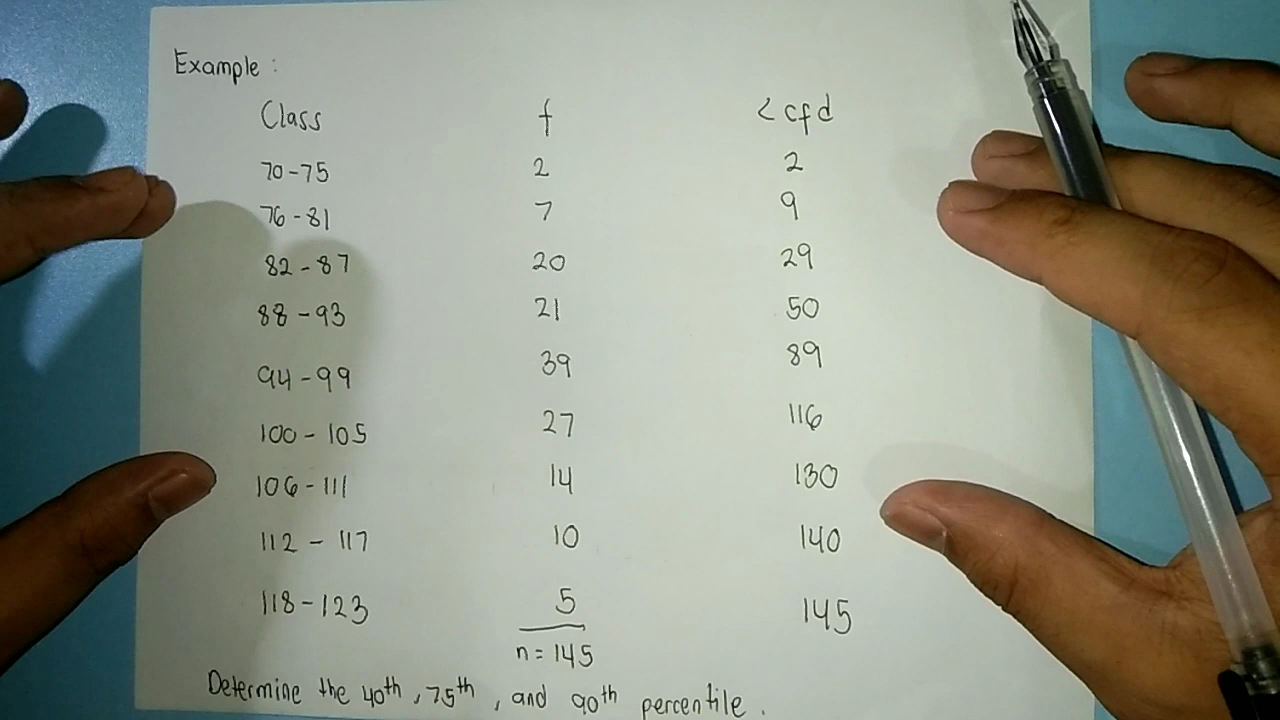 Example :
Class f < cfd
70 - 75 2 2
76 - 81 7 9
82 - 87 20 29
88 - 93 21 50
94 - 99 39 89
100 - 105 27 116
106 - 111 14 130
112 - 117 10 140
118 - 123 5 145
n = 145
Determine the 40th , 75th , and 90th percentile .